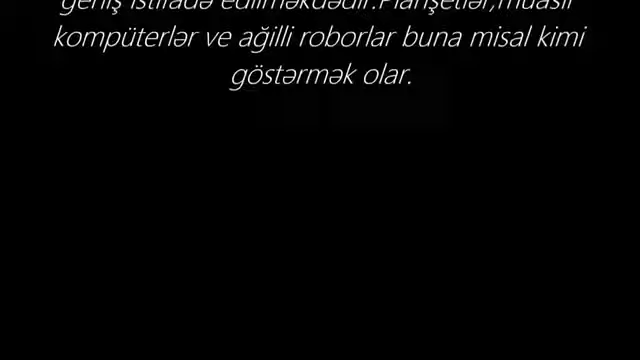 geniş istifadə edilməkdədir.Planşetlər,müasir
kompüterlər ve ağilli roborlar buna misal kimi
göstərmək olar.